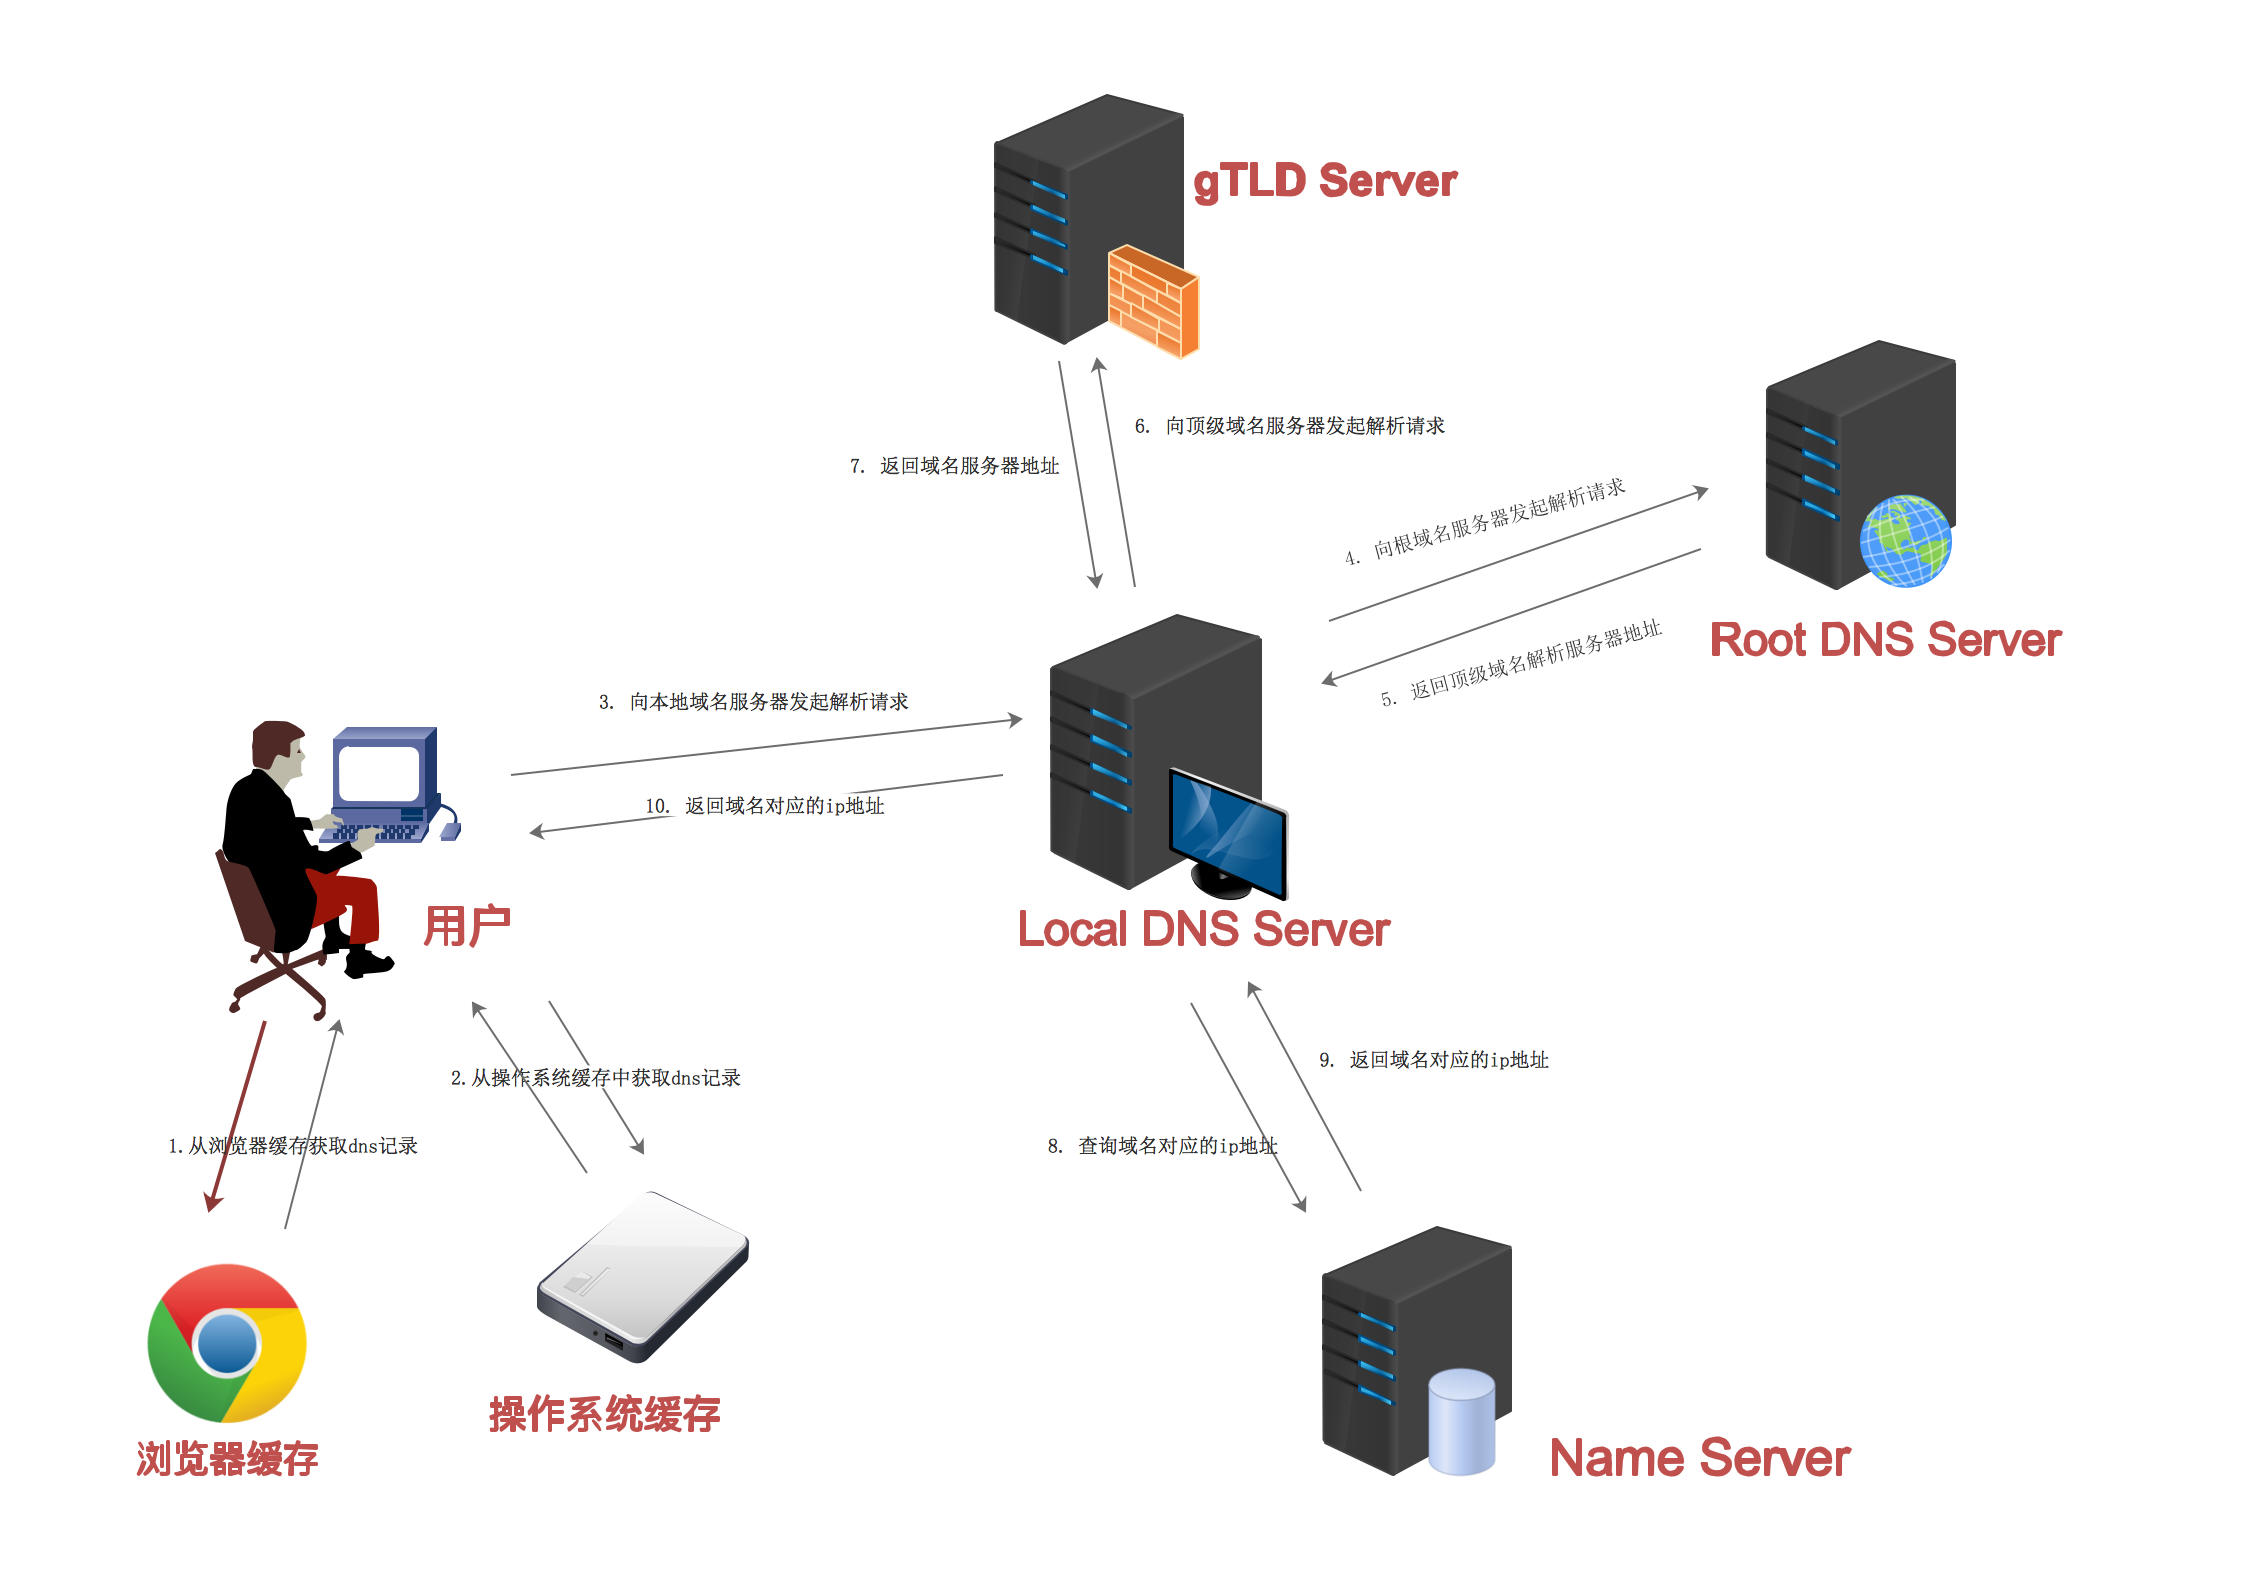 gTLD Server
6. 向顶级域名服务器发起解析请求
7. 返回域名服务器地址
4. 向根域名服务器发起解析请求
Root DNS Server
5. 返回顶级域名解析服务器地址
3. 向本地域名服务器发起解析请求
10. 返回域名对应的ip地址
用户
Local DNS Server
9. 返回域名对应的ip地址
2.从操作系统缓存中获取dns记录
1.从浏览器缓存获取dns记录
8. 查询域名对应的ip地址
操作系统缓存
浏览器缓存
Name Server